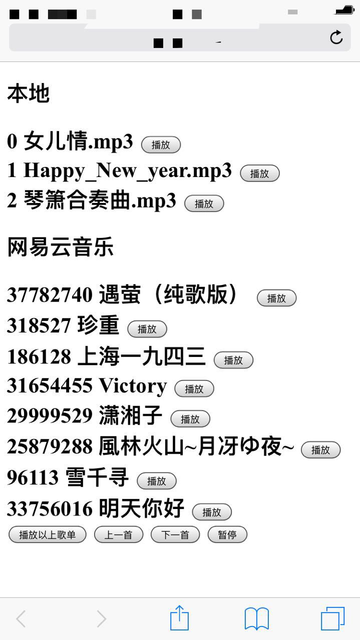 本地
0 女儿情.mp3 播放
1 Happy_New_year.mp3 播放
2 琴箫合奏曲.mp3 播放
网易云音乐
37782740 遇萤（纯歌版） 播放
318527 珍重 播放
186128 上海一九四三 播放
31654455 Victory 播放
29999529 潇湘子 播放
25879288 風林火山~月冴ゆ夜~ 播放
96113 雪千寻 播放
33756016 明天你好 播放
播放以上歌单 上一首 下一首 暂停